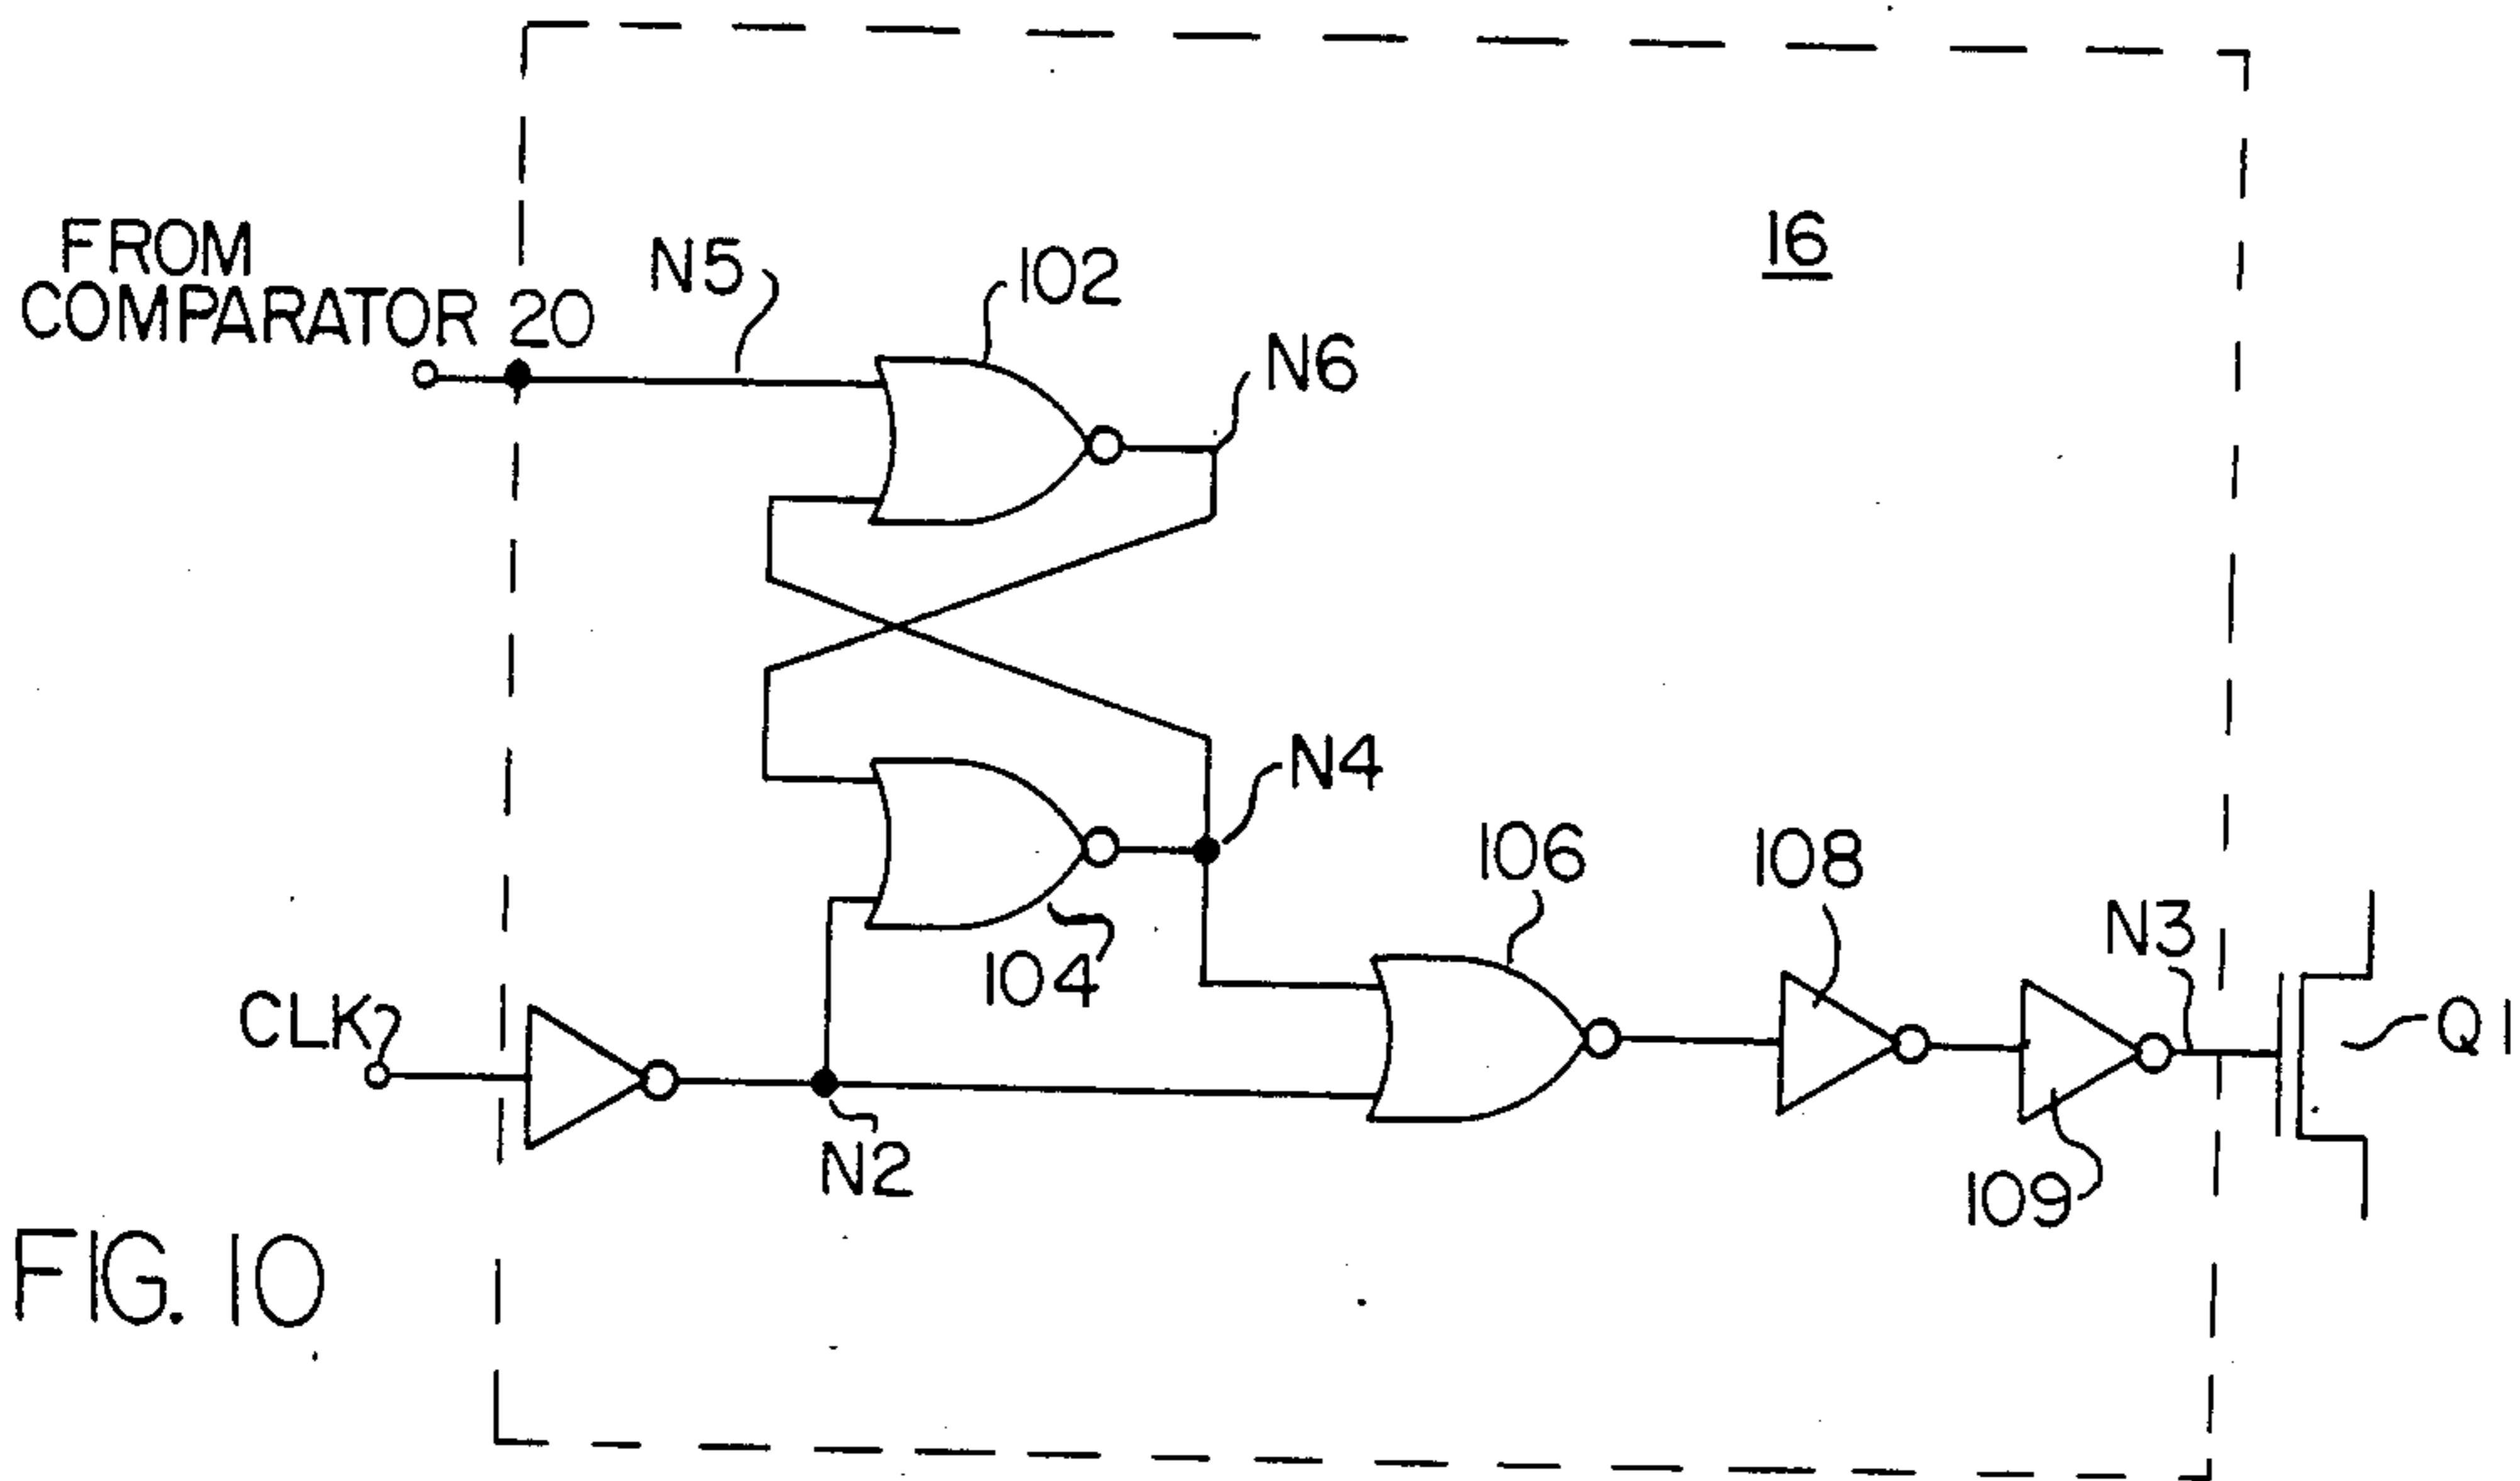 16
FROM
COMPARATOR 20
N5
102
N6
N4
106
108
N3
104
CLK
Q1
N2
109
FIG. 10